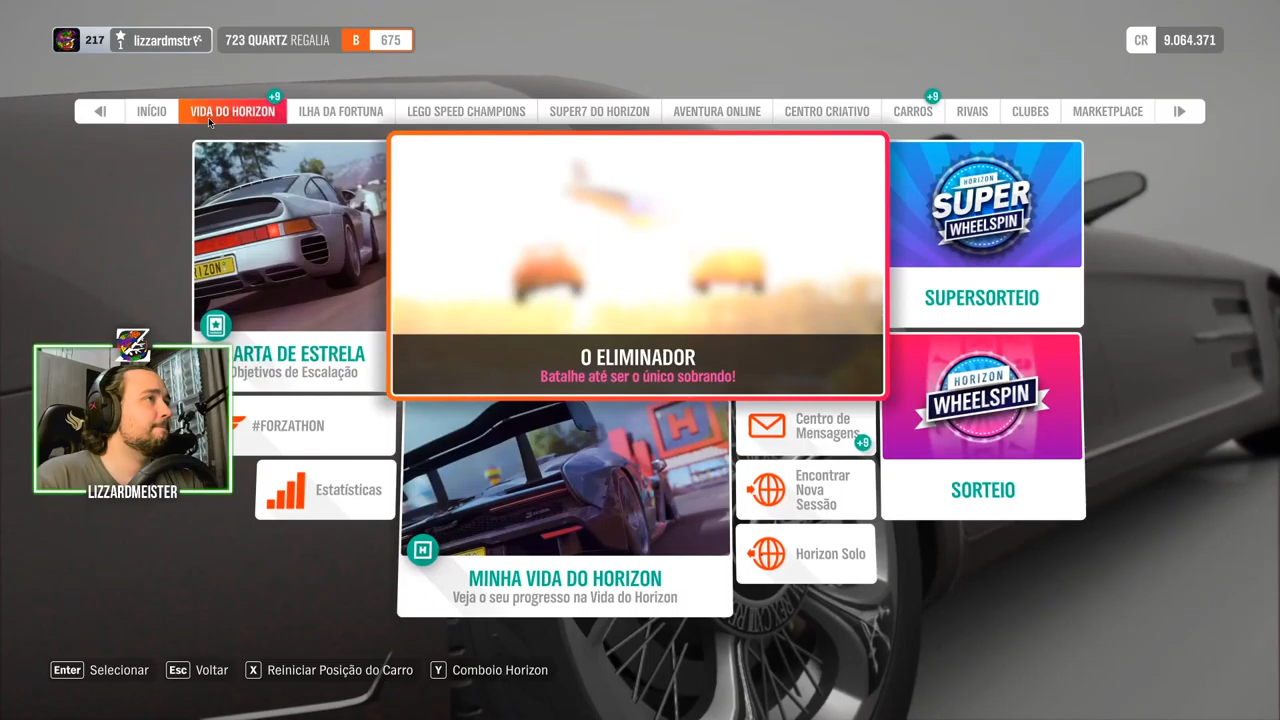 217
1
lizzardmstr
723 QUARTZ REGALIA
B
675
CR
9.064.371
+9
+9
INÍCIO
VIDA DO HORIZON
ILHA DA FORTUNA
LEGO SPEED CHAMPIONS
SUPER7 DO HORIZON
AVENTURA ONLINE
CENTRO CRIATIVO
CARROS
RIVAIS
CLUBES
MARKETPLACE
ARTA DE ESTRELA
Objetivos de Escalação
#FORZATHON
Estatísticas
O ELIMINADOR
Batalhe até ser o único sobrando!
H
MINHA VIDA DO HORIZON
Veja o seu progresso na Vida do Horizon
Centro de
Mensagens
+9
Encontrar
Nova
Sessão
Horizon Solo
HORIZON
SUPER
WHEELSPIN
SUPERSORTEIO
HORIZON
WHEELSPIN
SORTEIO
LIZZARDMEISTER
Enter Selecionar
Esc Voltar
X Reiniciar Posição do Carro
Y Comboio Horizon